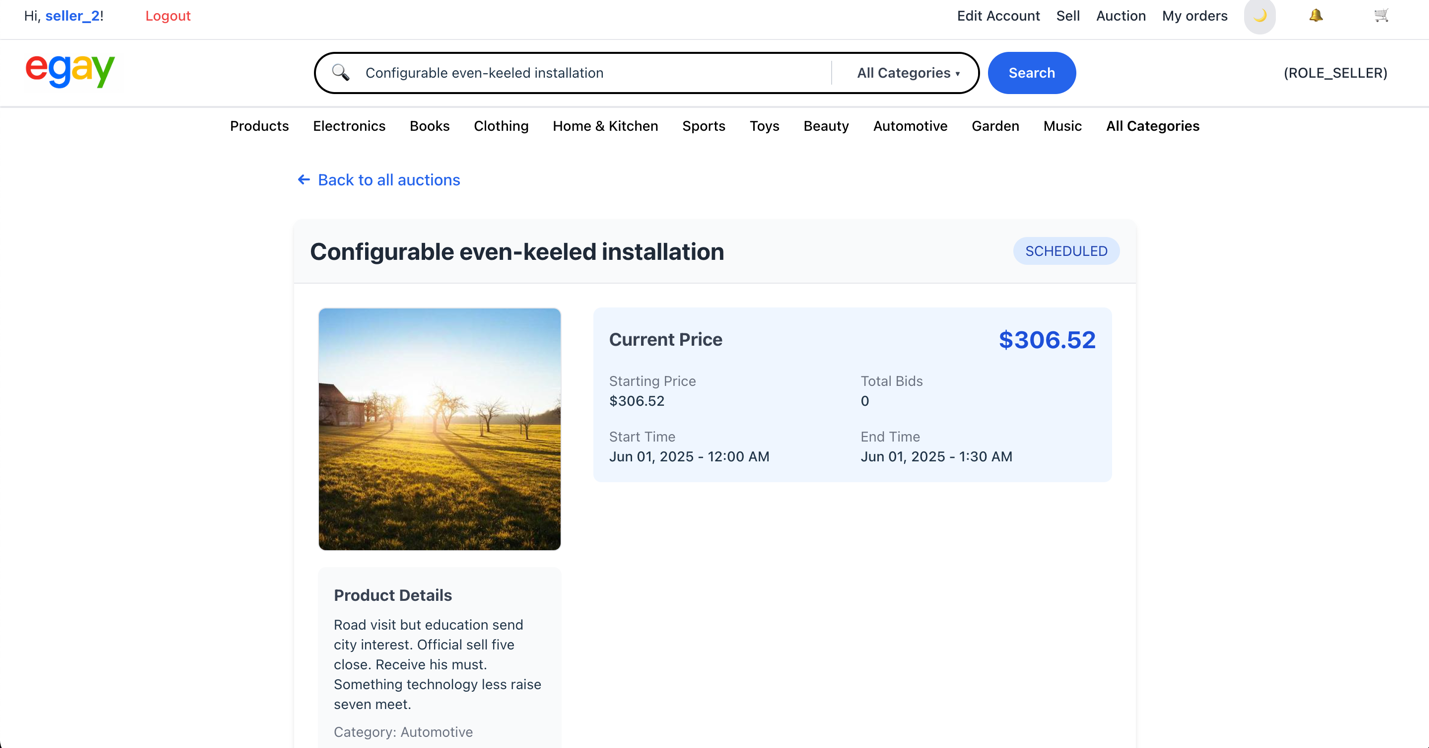 Hi, seller_2!
Logout
Edit Account
Sell
Auction
My orders
egay
Configurable even-keeled installation
All Categories ▾
Search
(ROLE_SELLER)
Products
Electronics
Books
Clothing
Home & Kitchen
Sports
Toys
Beauty
Automotive
Garden
Music
All Categories
← Back to all auctions
Configurable even-keeled installation
SCHEDULED
Current Price
$306.52
Starting Price
$306.52
Total Bids
0
Start Time
Jun 01, 2025 - 12:00 AM
End Time
Jun 01, 2025 - 1:30 AM
Product Details
Road visit but education send
city interest. Official sell five
close. Receive his must.
Something technology less raise
seven meet.
Category: Automotive